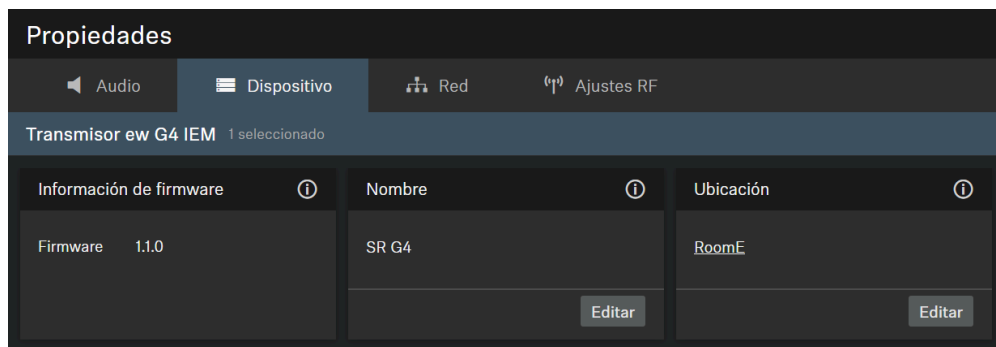 Propiedades
Audio Dispositivo Red Ajustes RF
Transmisor ew G4 IEM 1 seleccionado
Información de firmware Nombre Ubicación
Firmware 1.1.0 SR G4 RoomE
Editar Editar